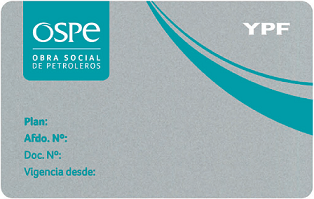 OSPe
OBRA SOCIAL
DE PETROLEROS
YPF
Plan:
Afdo. Nº:
Doc. Nº:
Vigencia desde: